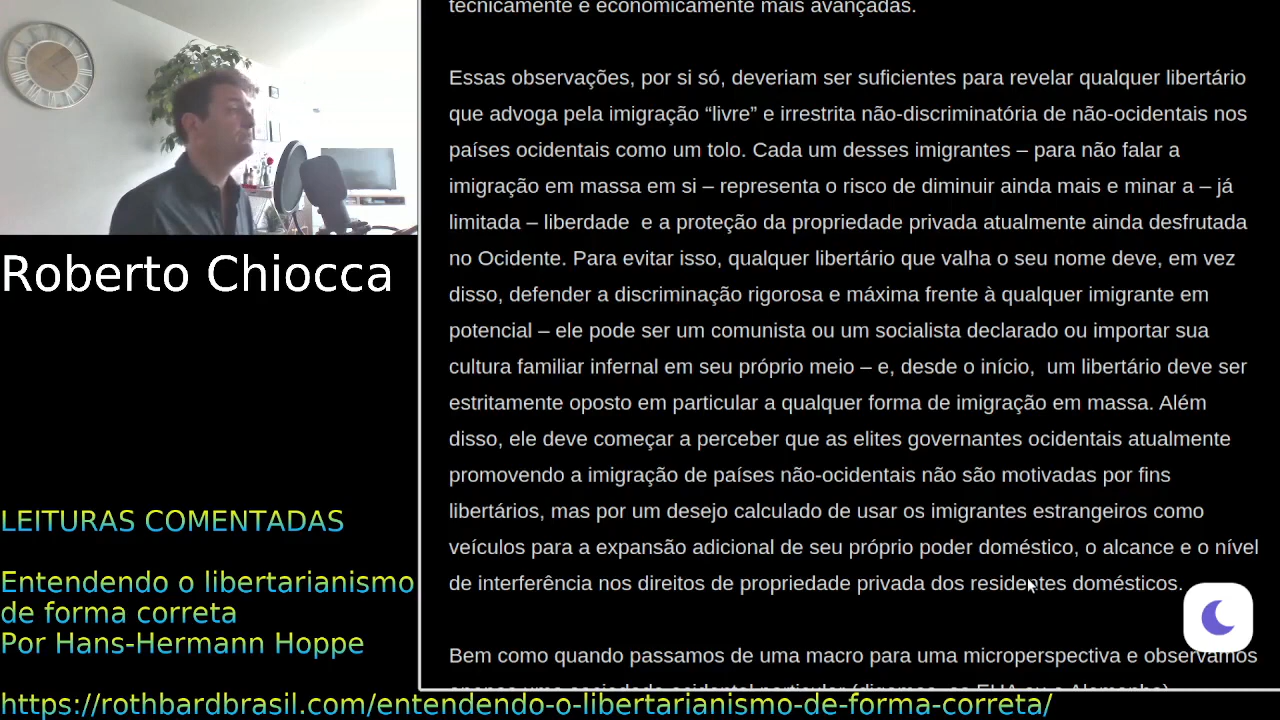 técnicamente e economicamente mais avançadas.
Essas observações, por si só, deveriam ser suficientes para revelar qualquer libertário
que advoga pela imigração “livre” e irrestrita não-discriminatória de não-ocidentais nos
países ocidentais como um tolo. Cada um desses imigrantes – para não falar a
imigração em massa em si – representa o risco de diminuir ainda mais e minar a – já
limitada – liberdade  e a proteção da propriedade privada atualmente ainda desfrutada
no Ocidente. Para evitar isso, qualquer libertário que valha o seu nome deve, em vez
disso, defender a discriminação rigorosa e máxima frente à qualquer imigrante em
potencial – ele pode ser um comunista ou um socialista declarado ou importar sua
cultura familiar infernal em seu próprio meio – e, desde o início,  um libertário deve ser
estritamente oposto em particular a qualquer forma de imigração em massa. Além
disso, ele deve começar a perceber que as elites governantes ocidentais atualmente
promovendo a imigração de países não-ocidentais não são motivadas por fins
libertários, mas por um desejo calculado de usar os imigrantes estrangeiros como
veículos para a expansão adicional de seu próprio poder doméstico, o alcance e o nível
de interferência nos direitos de propriedade privada dos residentes domésticos.
Bem como quando passamos de uma macro para uma microperspectiva e observamos
Roberto Chiocca
LEITURAS COMENTADAS
Entendendo o libertarianismo
de forma correta
Por Hans-Hermann Hoppe
https://rothbardbrasil.com/entendendo-o-libertarianismo-de-forma-correta/